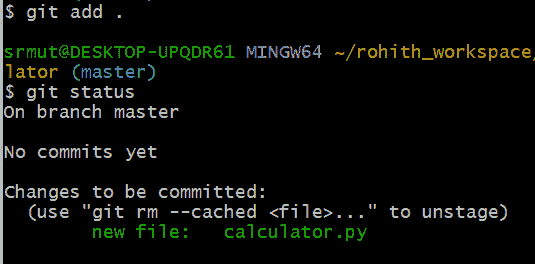 $ git add .
srmut@DESKTOP-UPQDR61 MINGW64 ~/rohith_workspace/
lator (master)
$ git status
On branch master
No commits yet
Changes to be committed:
(use "git rm --cached <file>..." to unstage)
new file: calculator.py